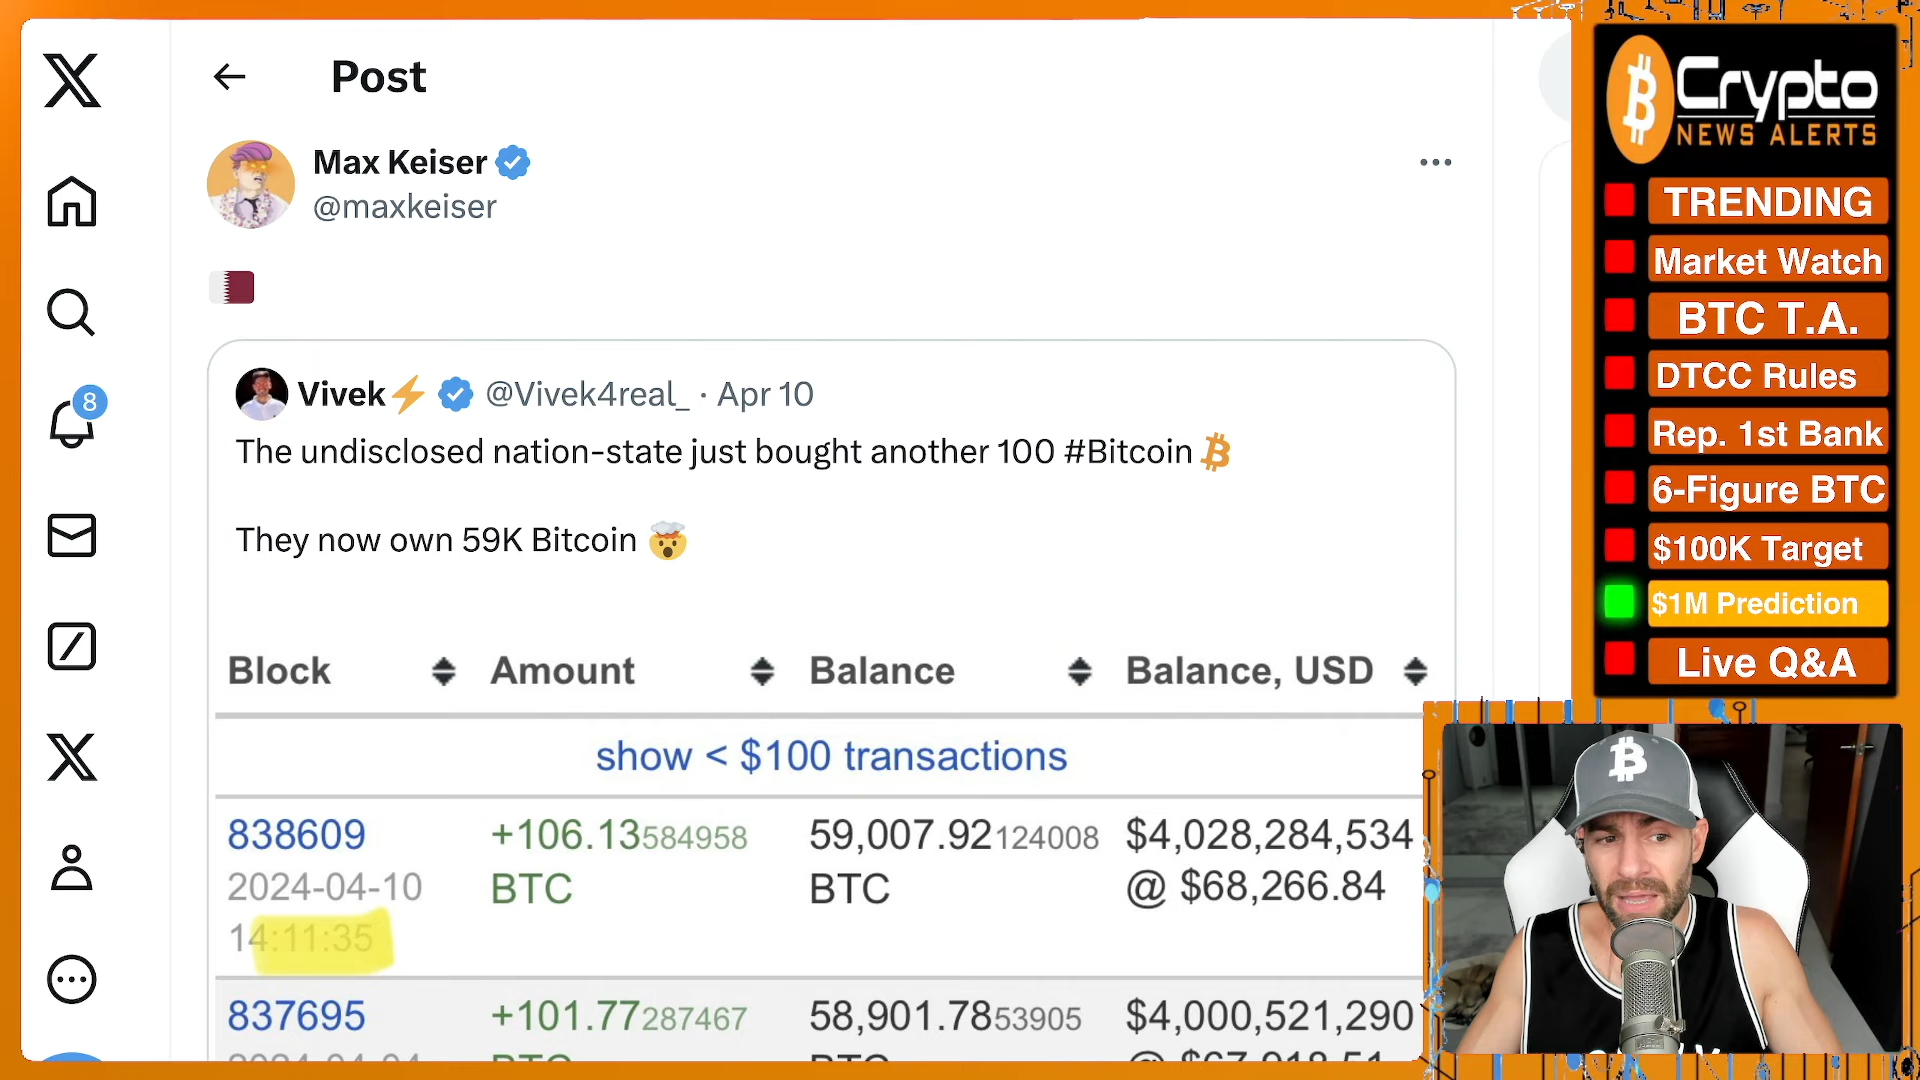 Post
Max Keiser
@maxkeiser
Vivek⚡ @Vivek4real_ · Apr 10
The undisclosed nation-state just bought another 100 #Bitcoin
They now own 59K Bitcoin 🤯
Block Amount Balance Balance, USD
show < $100 transactions
838609 +106.13584958 59,007.92124008 $4,028,284,534
2024-04-10 BTC BTC @ $68,266.84
14:11:35
837695 +101.77287467 58,901.7853905 $4,000,521,290
8
Crypto
NEWS ALERTS
TRENDING
Market Watch
BTC T.A.
DTCC Rules
Rep. 1st Bank
6-Figure BTC
$100K Target
$1M Prediction
Live Q&A